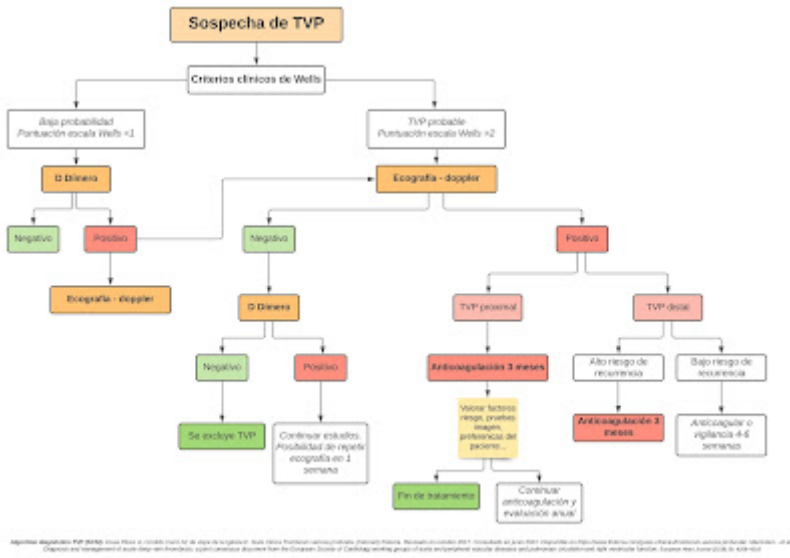 Sospecha de TVP
Criterios clínicos de Wells
Baja probabilidad
Puntuación escala Wells <1
TVP probable
Puntuación escala Wells >2
D Dímero
Ecografía - doppler
Negativo
Positivo
Negativo
Positivo
Ecografía - doppler
D Dímero
TVP proximal
TVP distal
Negativo
Positivo
Anticoagulación 3 meses
Alto riesgo de
recurrencia
Bajo riesgo de
recurrencia
Se excluye TVP
Continuar estudios.
Posibilidad de repetir
ecografía en 1
semana
Valorar factores
riesgo, pruebas
imagen,
preferencias del
paciente...
Anticoagulación 3
meses
Anticoagular o
vigilancia 4-6
semanas
Fin de tratamiento
Continuar
anticoagulación y
evaluación anual